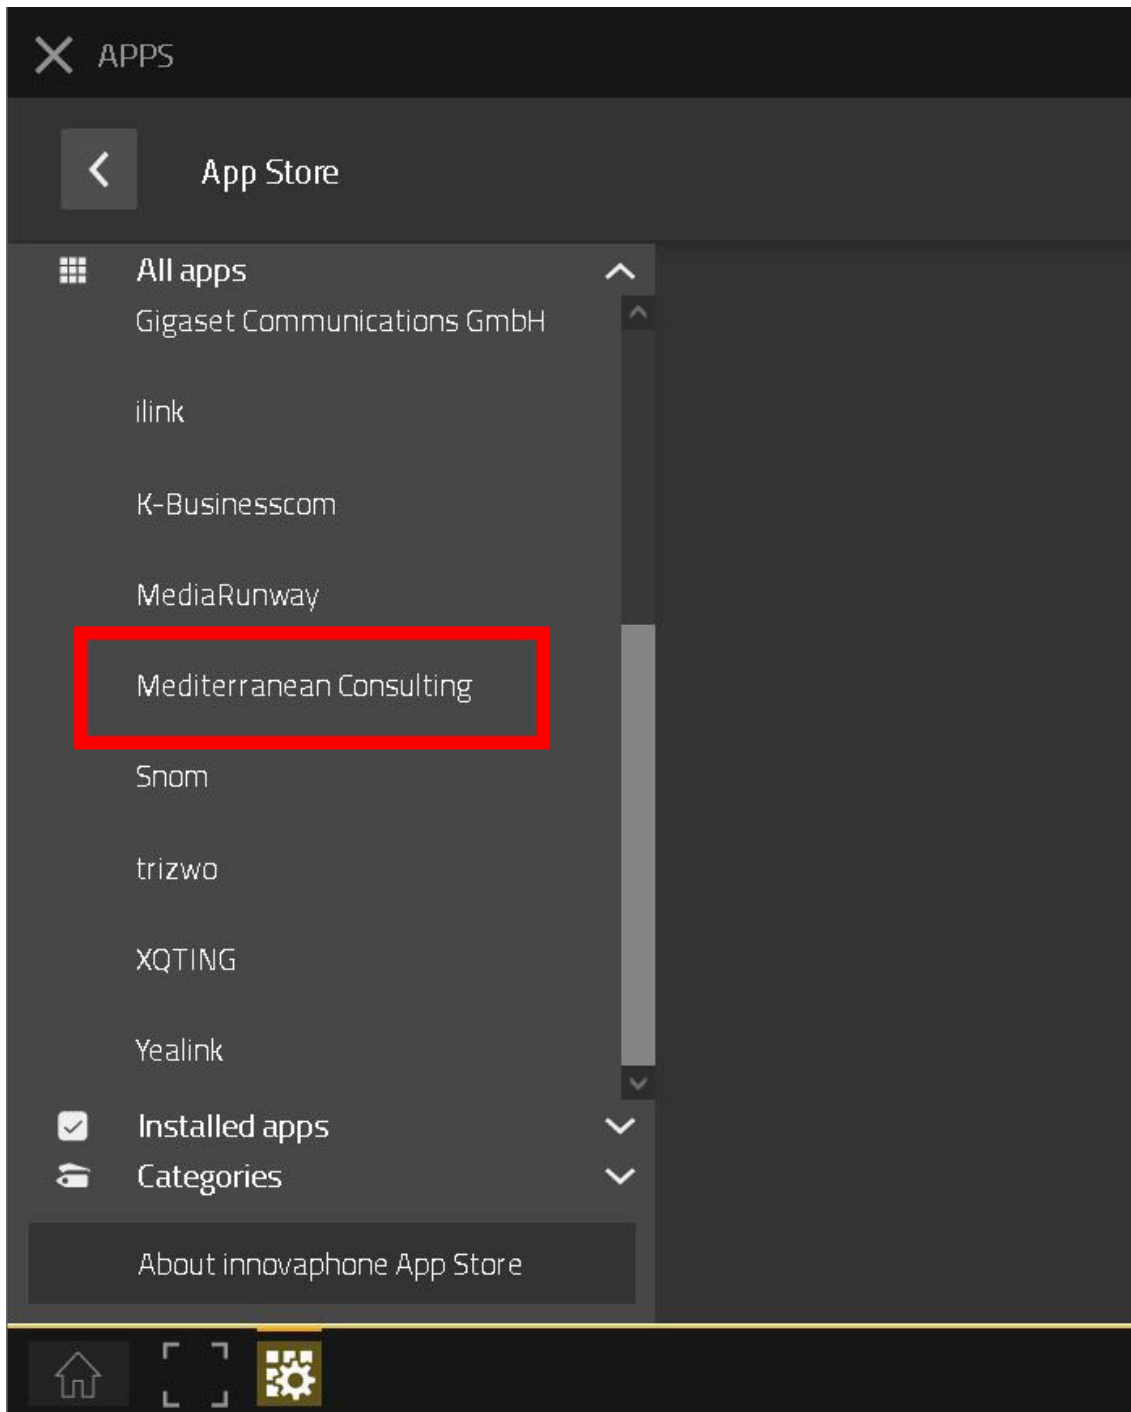 APPS
App Store
All apps
Gigaset Communications GmbH
ilink
K-Businesscom
MediaRunway
Mediterranean Consulting
Snom
trizwo
XQTING
Yealink
Installed apps
Categories
About innovaphone App Store